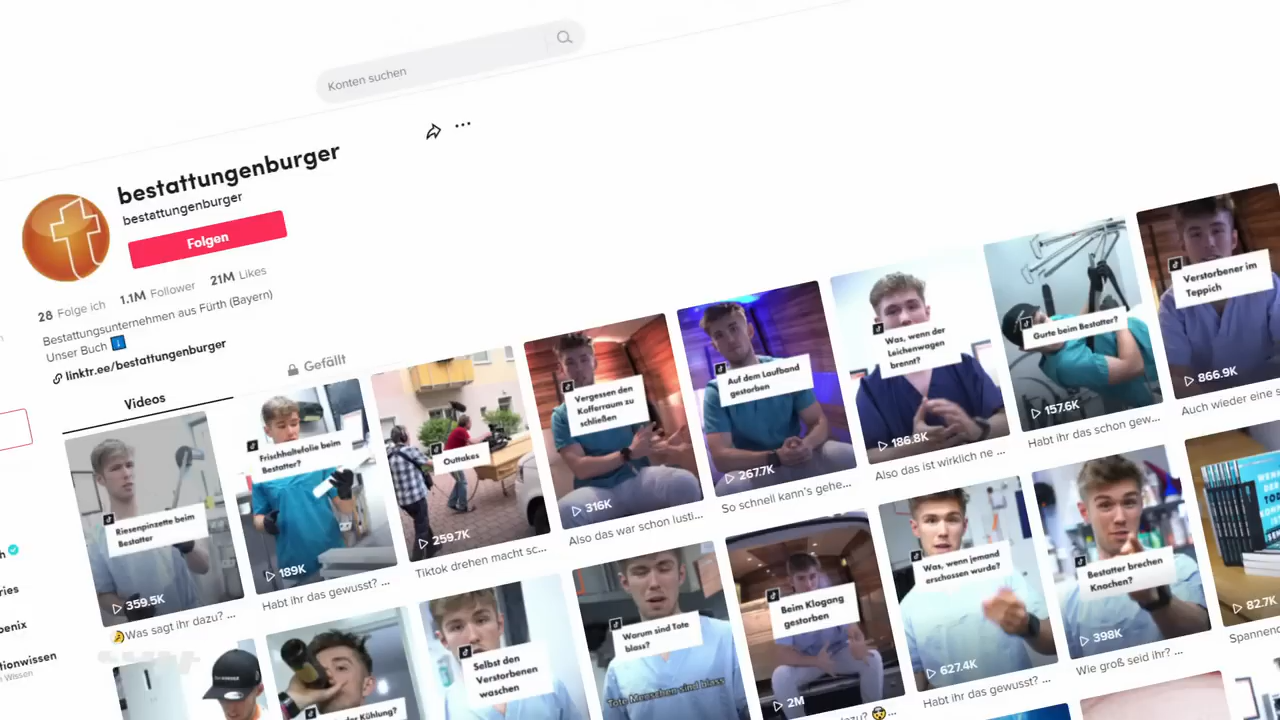 Konten suchen
bestattungenburger
bestattungenburger
Folgen
28 Folge ich 1.1M Follower 21M Likes
Bestattungsunternehmen aus Fürth (Bayern)
Unser Buch
linktr.ee/bestattungenburger
Videos
Gefällt
Riesenpinzette beim
Bestatter
359.5K
Was sagt ihr dazu? ...
Frischhaltefolie beim
Bestatter?
189K
Habt ihr das gewusst? ...
Outtakes
259.7K
Tiktok drehen macht sc...
Vergessen den
Kofferraum zu
schließen
316K
Also das war schon lusti...
Auf dem Laufband
gestorben
267.7K
So schnell kann's gehe...
Was, wenn der
Leichenwagen
brennt?
186.8K
Also das ist wirklich ne ...
Gurte beim Bestatter?
157.6K
Habt ihr das schon gew...
Verstorbener im
Teppich
866.9K
Auch wieder eine s
der Kühlung?
Selbst den
Verstorbenen
waschen
Warum sind Tote
blass?
Tote Menschen sind blass
Beim Klogang
gestorben
2M
Was, wenn jemand
erschossen wurde?
627.4K
Habt ihr das gewusst? ...
Bestatter brechen
Knochen?
398K
Wie groß seid ihr? ...
82.7K
Spannend
tionwissen
Wissen